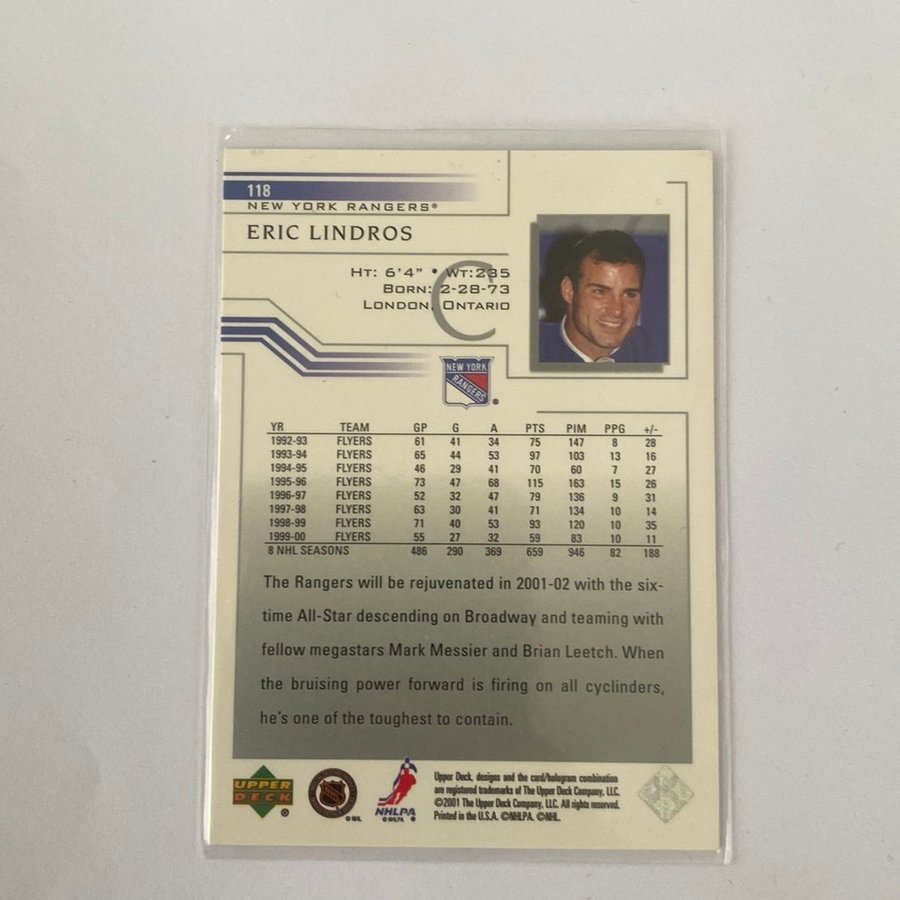 118
NEW YORK RANGERS®
ERIC LINDROS
C
HT: 6'4" • WT:235
BORN: 2-28-73
LONDON, ONTARIO
NEW YORK
RANGERS
®
YR TEAM GP G A PTS PIM PPG +/-
1992-93 FLYERS 61 41 34 75 147 8 28
1993-94 FLYERS 65 44 53 97 103 13 16
1994-95 FLYERS 46 29 41 70 60 7 27
1995-96 FLYERS 73 47 68 115 163 15 26
1996-97 FLYERS 52 32 47 79 136 9 31
1997-98 FLYERS 63 30 41 71 134 10 14
1998-99 FLYERS 71 40 53 93 120 10 35
1999-00 FLYERS 55 27 32 59 83 10 11
8 NHL SEASONS 486 290 369 659 946 82 188
The Rangers will be rejuvenated in 2001-02 with the six-
time All-Star descending on Broadway and teaming with
fellow megastars Mark Messier and Brian Leetch. When
the bruising power forward is firing on all cyclinders,
he's one of the toughest to contain.
UPPER
DECK
®
NHLPA
Upper Deck, designs and the card/hologram combination
are registered trademarks of The Upper Deck Company, LLC.
©2001 The Upper Deck Company, LLC. All rights reserved.
Printed in the U.S.A. ©NHLPA. ©NHL.